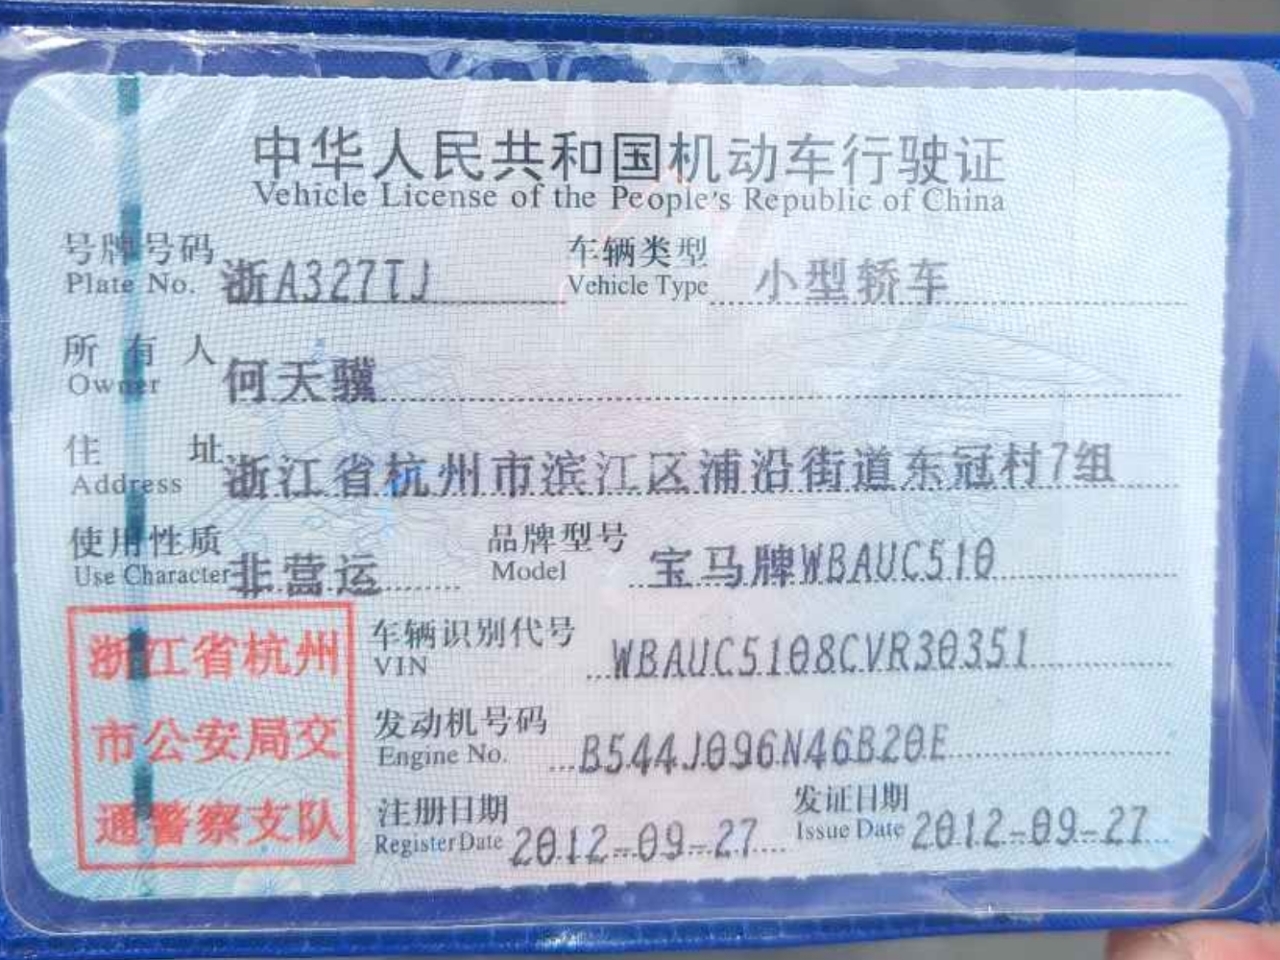 中华人民共和国机动车行驶证
Vehicle License of the People's Republic of China
号牌号码 浙A327TJ 车辆类型 小型轿车
Plate No. Vehicle Type
所有人 何天骥
Owner
住址 浙江省杭州市滨江区浦沿街道东冠村7组
Address
使用性质 非营运 品牌型号 宝马牌WBAUC510
Use Character Model
浙江省杭州
市公安局交
通警察支队
车辆识别代号 WBAUC5108CVR30351
VIN
发动机号码 B544J096N46B20E
Engine No.
注册日期 2012-09-27 发证日期 2012-09-27
Register Date Issue Date